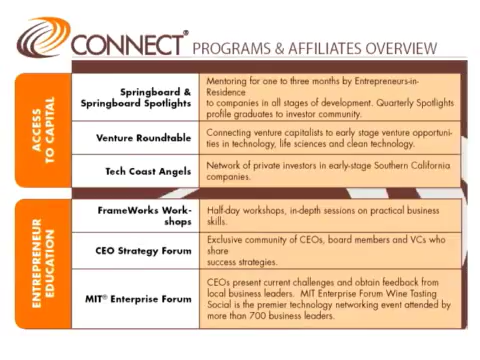 CONNECT® PROGRAMS & AFFILIATES OVERVIEW
ACCESS
TO CAPITAL
Springboard &
Springboard Spotlights
Mentoring for one to three months by Entrepreneurs-in-
Residence
to companies in all stages of development. Quarterly Spotlights
profile graduates to investor community.
Venture Roundtable
Connecting venture capitalists to early stage venture opportuni-
ties in technology, life sciences and clean technology.
Tech Coast Angels
Network of private investors in early-stage Southern California
companies.
ENTREPRENEUR
EDUCATION
FrameWorks Work-
shops
Half-day workshops, in-depth sessions on practical business
skills.
CEO Strategy Forum
Exclusive community of CEOs, board members and VCs who
share
success strategies.
MIT® Enterprise Forum
CEOs present current challenges and obtain feedback from
local business leaders. MIT Enterprise Forum Wine Tasting
Social is the premier technology networking event attended by
more than 700 business leaders.